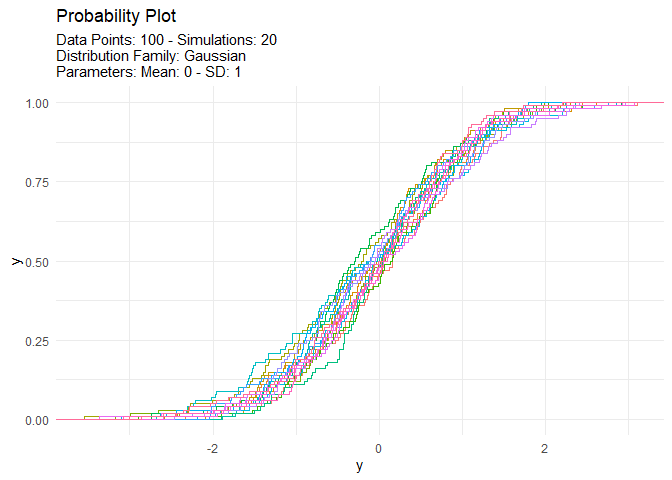 Probability Plot
Data Points: 100 - Simulations: 20
Distribution Family: Gaussian
Parameters: Mean: 0 - SD: 1
1.00
0.75
y
0.50
0.25
0.00
-2
0
2
y